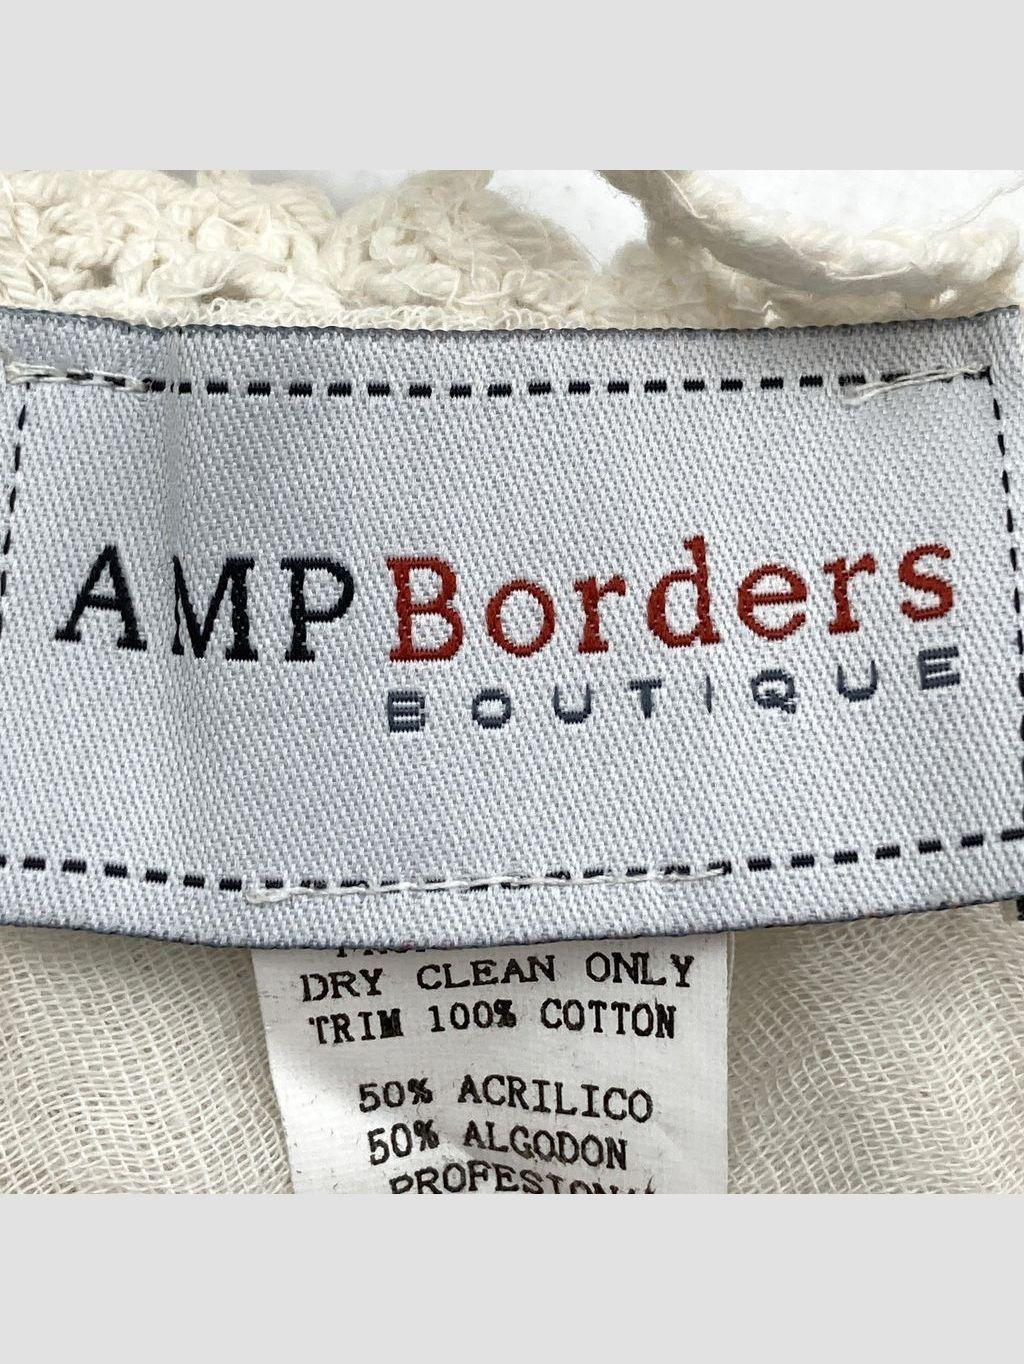 AMP Borders
BOUTIQUE
DRY CLEAN ONLY
TRIM 100% COTTON
50% ACRILICO
50% ALGODON